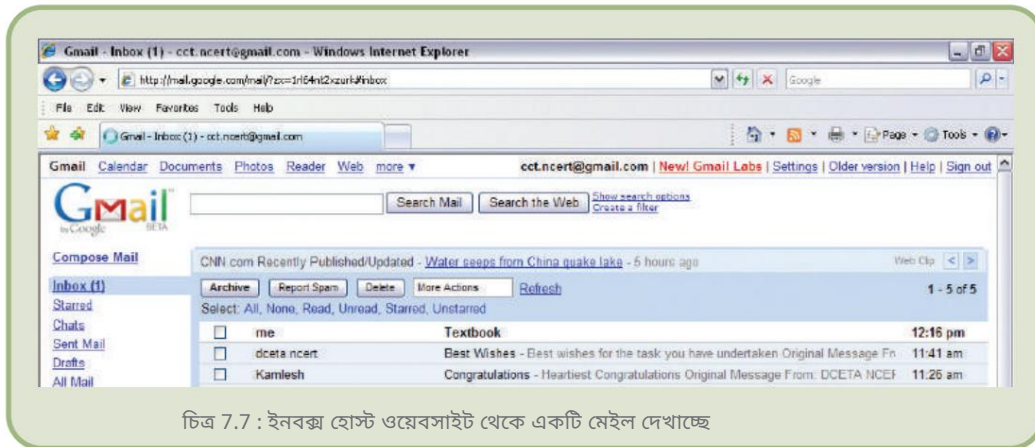 Gmail - Inbox (1) - cct.ncert@gmail.com - Windows Internet Explorer
http://mail.google.com/mail/?zx=1rl64nt2xzurk#inbox Google
File Edit View Favorites Tools Help
Gmail - Inbox (1) - cct.ncert@gmail.com Page Tools
Gmail Calendar Documents Photos Reader Web more ▼ cct.ncert@gmail.com | New! Gmail Labs | Settings | Older version | Help | Sign out
Gmail Search Mail Search the Web Show search options
by Google BETA Create a filter
Compose Mail CNN.com Recently Published/Updated - Water seeps from China quake lake - 5 hours ago Web Clip < >
Inbox (1) Archive Report Spam Delete More Actions Refresh 1 - 5 of 5
Starred Select: All, None, Read, Unread, Starred, Unstarred
Chats me Textbook 12:16 pm
Sent Mail dceta ncert Best Wishes - Best wishes for the task you have undertaken Original Message Fr 11:41 am
Drafts Kamlesh Congratulations - Heartiest Congratulations Original Message From: DCETA NCEF 11:26 am
All Mail
চিত্র 7.7 : ইনবক্স হোস্ট ওয়েবসাইট থেকে একটি মেইল দেখাচ্ছে